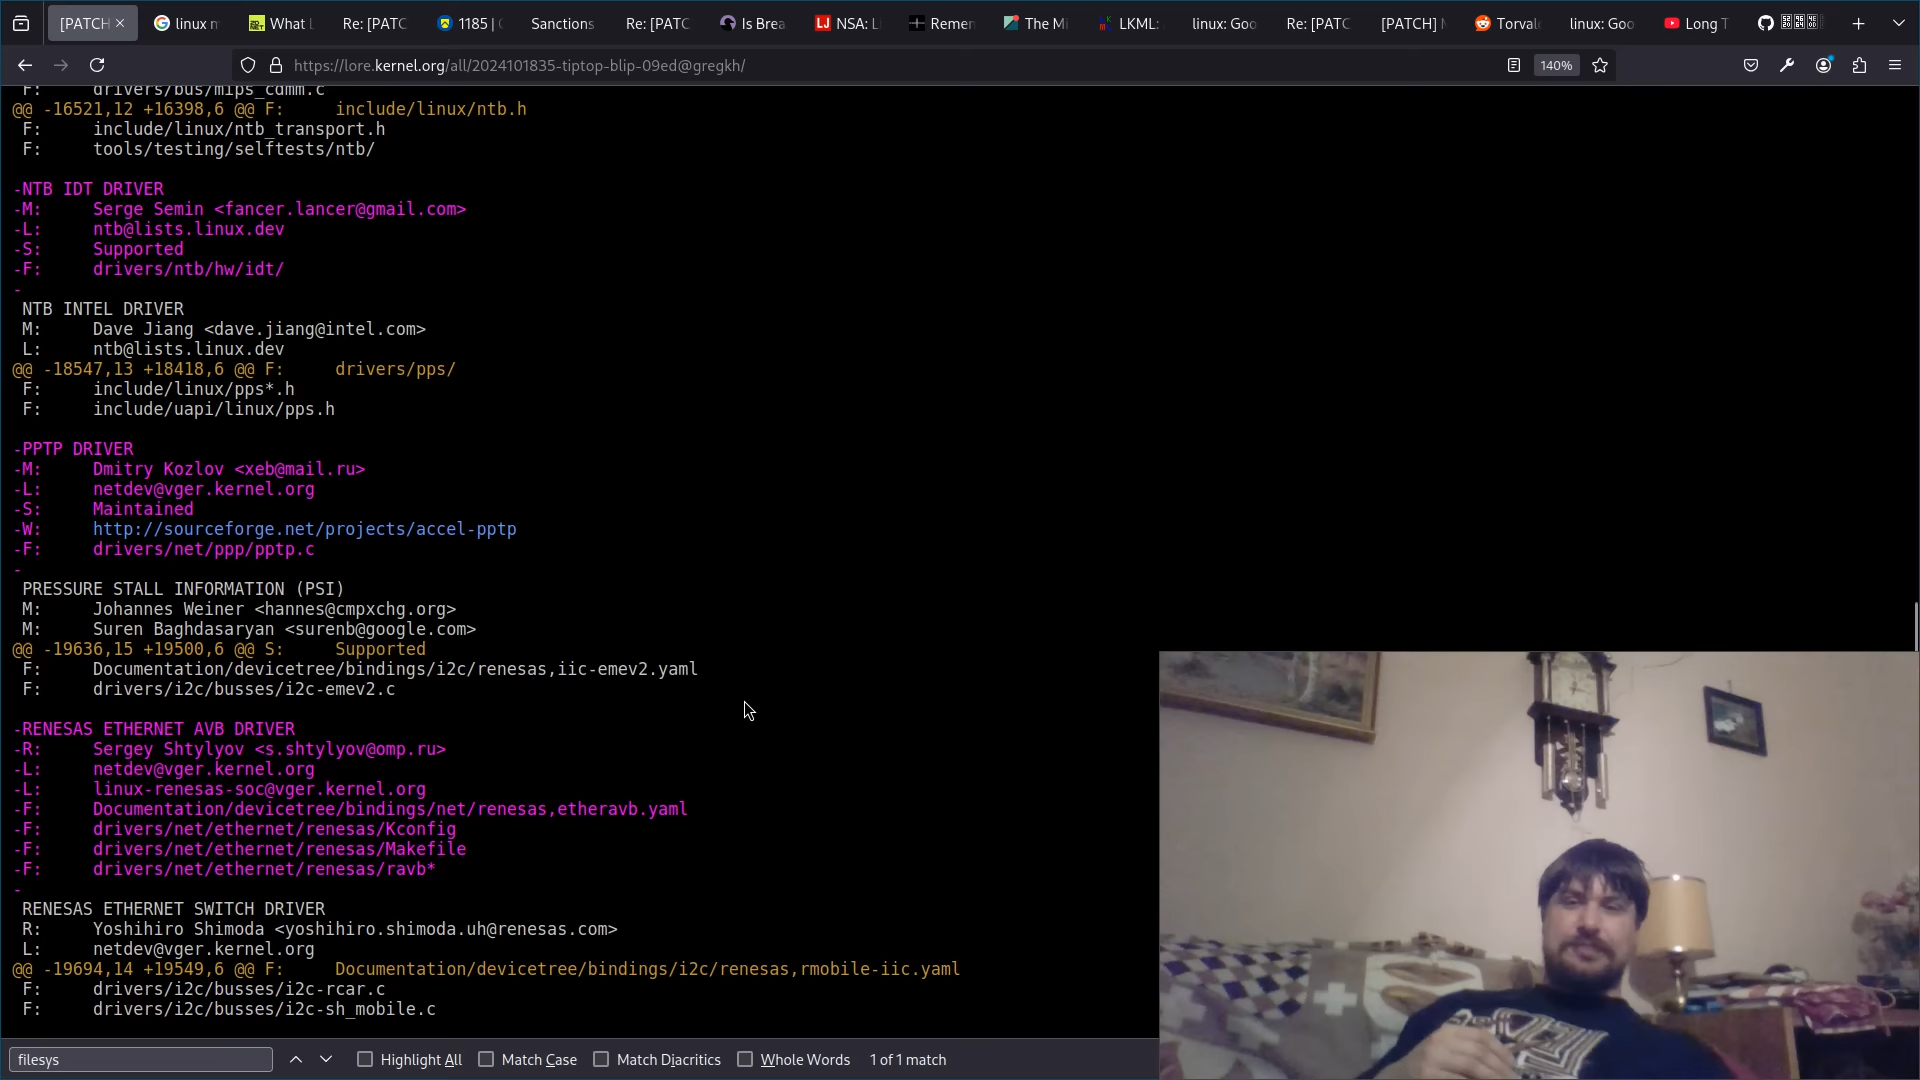 [PATCH
linux m
What L
Re: [PATC
1185 | (
Sanctions
Re: [PATC
Is Brea
NSA: Li
Remem
The Mi
LKML:
linux: Goo
Re: [PATC
[PATCH] M
Torval
linux: Goo
Long T
https://lore.kernel.org/all/2024101835-tiptop-blip-09ed@gregkh/
140%
F: drivers/bus/mips_cdmm.c
@@ -16521,12 +16398,6 @@ F: include/linux/ntb.h
F: include/linux/ntb_transport.h
F: tools/testing/selftests/ntb/
-NTB IDT DRIVER
-M: Serge Semin <fancer.lancer@gmail.com>
-L: ntb@lists.linux.dev
-S: Supported
-F: drivers/ntb/hw/idt/
-
NTB INTEL DRIVER
M: Dave Jiang <dave.jiang@intel.com>
L: ntb@lists.linux.dev
@@ -18547,13 +18418,6 @@ F: drivers/pps/
F: include/linux/pps*.h
F: include/uapi/linux/pps.h
-PPTP DRIVER
-M: Dmitry Kozlov <xeb@mail.ru>
-L: netdev@vger.kernel.org
-S: Maintained
-W: http://sourceforge.net/projects/accel-pptp
-F: drivers/net/ppp/pptp.c
-
PRESSURE STALL INFORMATION (PSI)
M: Johannes Weiner <hannes@cmpxchg.org>
M: Suren Baghdasaryan <surenb@google.com>
@@ -19636,15 +19500,6 @@ S: Supported
F: Documentation/devicetree/bindings/i2c/renesas,iic-emev2.yaml
F: drivers/i2c/busses/i2c-emev2.c
-RENESAS ETHERNET AVB DRIVER
-R: Sergey Shtylyov <s.shtylyov@omp.ru>
-L: netdev@vger.kernel.org
-L: linux-renesas-soc@vger.kernel.org
-F: Documentation/devicetree/bindings/net/renesas,etheravb.yaml
-F: drivers/net/ethernet/renesas/Kconfig
-F: drivers/net/ethernet/renesas/Makefile
-F: drivers/net/ethernet/renesas/ravb*
-
RENESAS ETHERNET SWITCH DRIVER
R: Yoshihiro Shimoda <yoshihiro.shimoda.uh@renesas.com>
L: netdev@vger.kernel.org
@@ -19694,14 +19549,6 @@ F: Documentation/devicetree/bindings/i2c/renesas,rmobile-iic.yaml
F: drivers/i2c/busses/i2c-rcar.c
F: drivers/i2c/busses/i2c-sh_mobile.c
filesys
Highlight All
Match Case
Match Diacritics
Whole Words
1 of 1 match